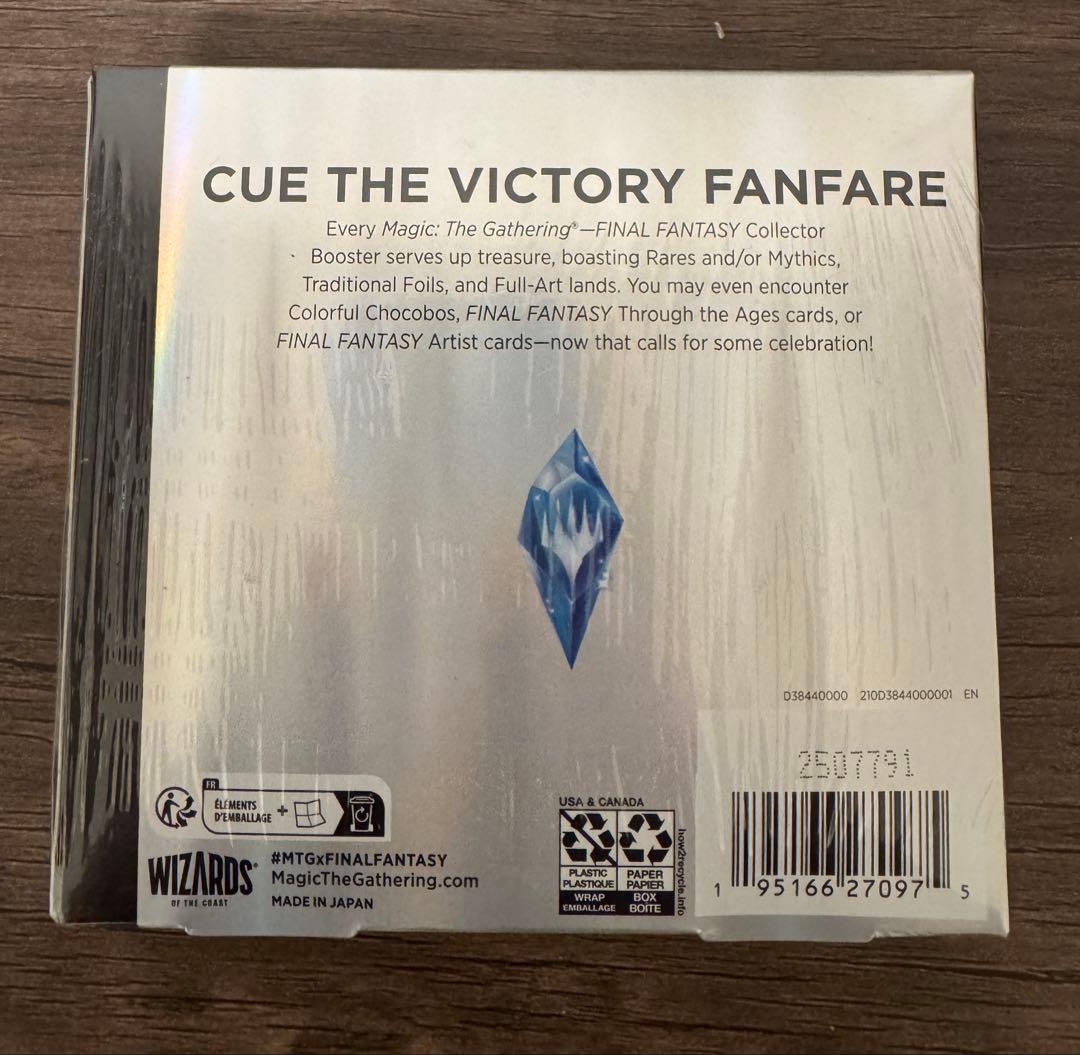 CUE THE VICTORY FANFARE
Every Magic: The Gathering®—FINAL FANTASY Collector
Booster serves up treasure, boasting Rares and/or Mythics,
Traditional Foils, and Full-Art lands. You may even encounter
Colorful Chocobos, FINAL FANTASY Through the Ages cards, or
FINAL FANTASY Artist cards—now that calls for some celebration!
D38440000 210D3844000001 EN
2507791
FR
ÉLÉMENTS
D'EMBALLAGE +
WIZARDS®
OF THE COAST
#MTGxFINALFANTASY
MagicTheGathering.com
MADE IN JAPAN
USA & CANADA
PLASTIC
PLASTIQUE
WRAP
EMBALLAGE
PAPER
PAPIER
BOX
BOÎTE
how2recycle.info
1 95166 27097 5